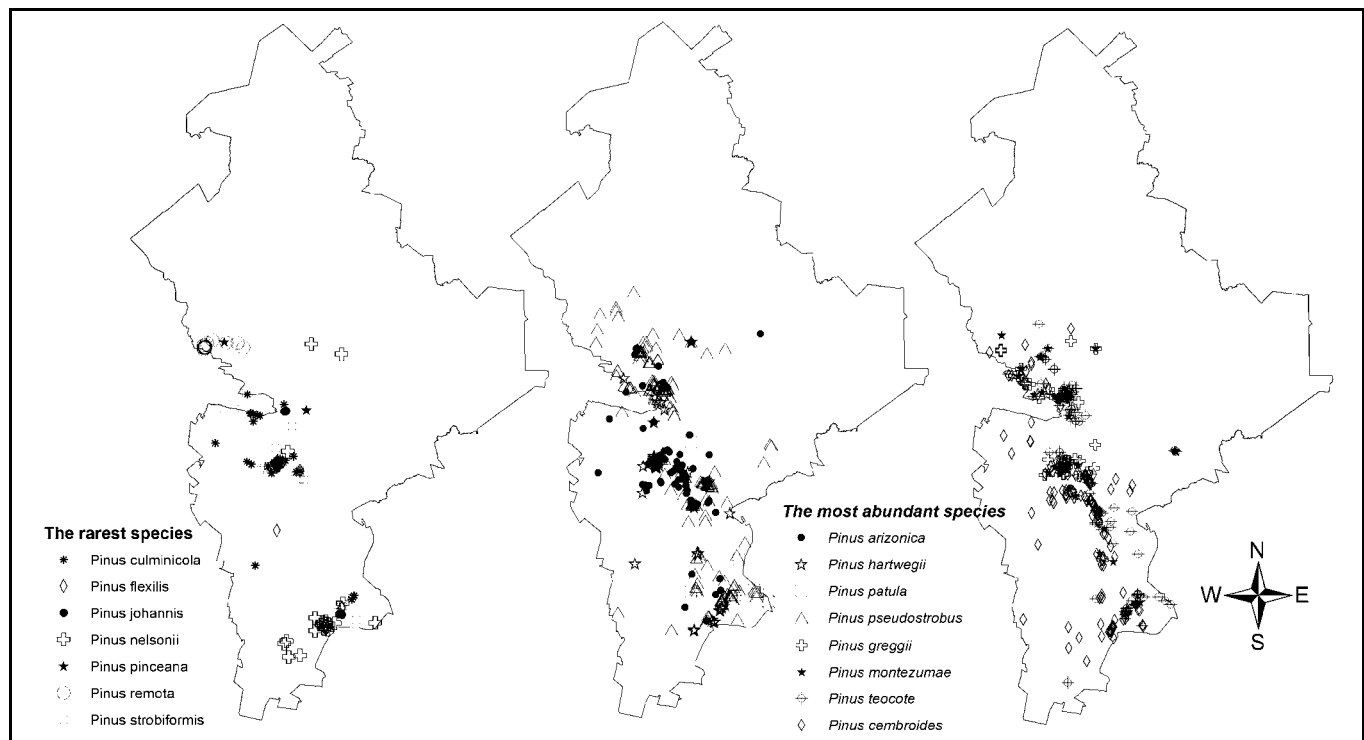 The rarest species
Pinus culminicola
Pinus flexilis
Pinus johannis
Pinus nelsonii
Pinus pinceana
Pinus remota
Pinus strobiformis
The most abundant species
Pinus arizonica
Pinus hartwegii
Pinus patula
Pinus pseudostrobus
Pinus greggii
Pinus montezumae
Pinus teocote
Pinus cembroides
N
W E
S